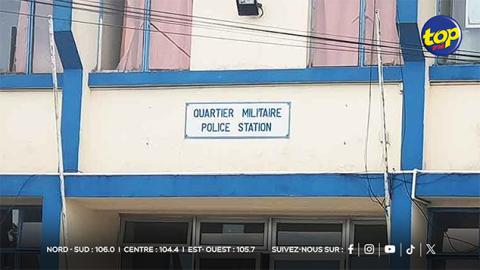 top
FM
QUARTIER MILITAIRE
POLICE STATION
NORD - SUD : 106.0 | CENTRE : 104.4 | EST- OUEST : 105.7 | SUIVEZ-NOUS SUR :